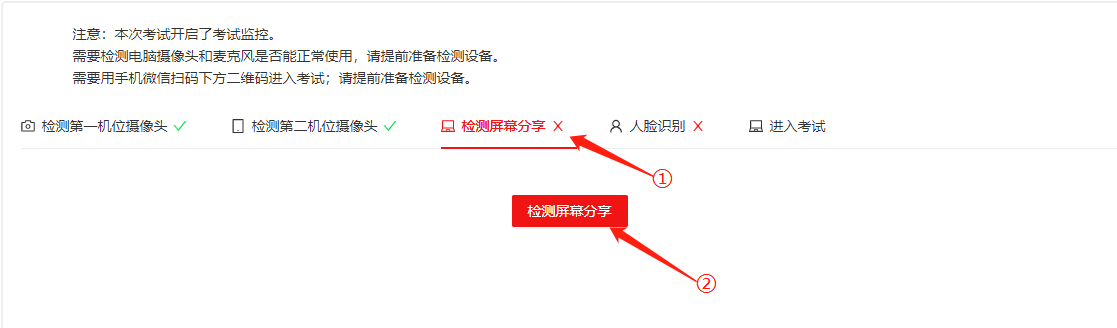 注意：本次考试开启了考试监控。
需要检测电脑摄像头和麦克风是否能正常使用，请提前准备检测设备。
需要用手机微信扫码下方二维码进入考试；请提前准备检测设备。
检测第一机位摄像头 检测第二机位摄像头 检测屏幕分享 人脸识别 进入考试
①
检测屏幕分享
②